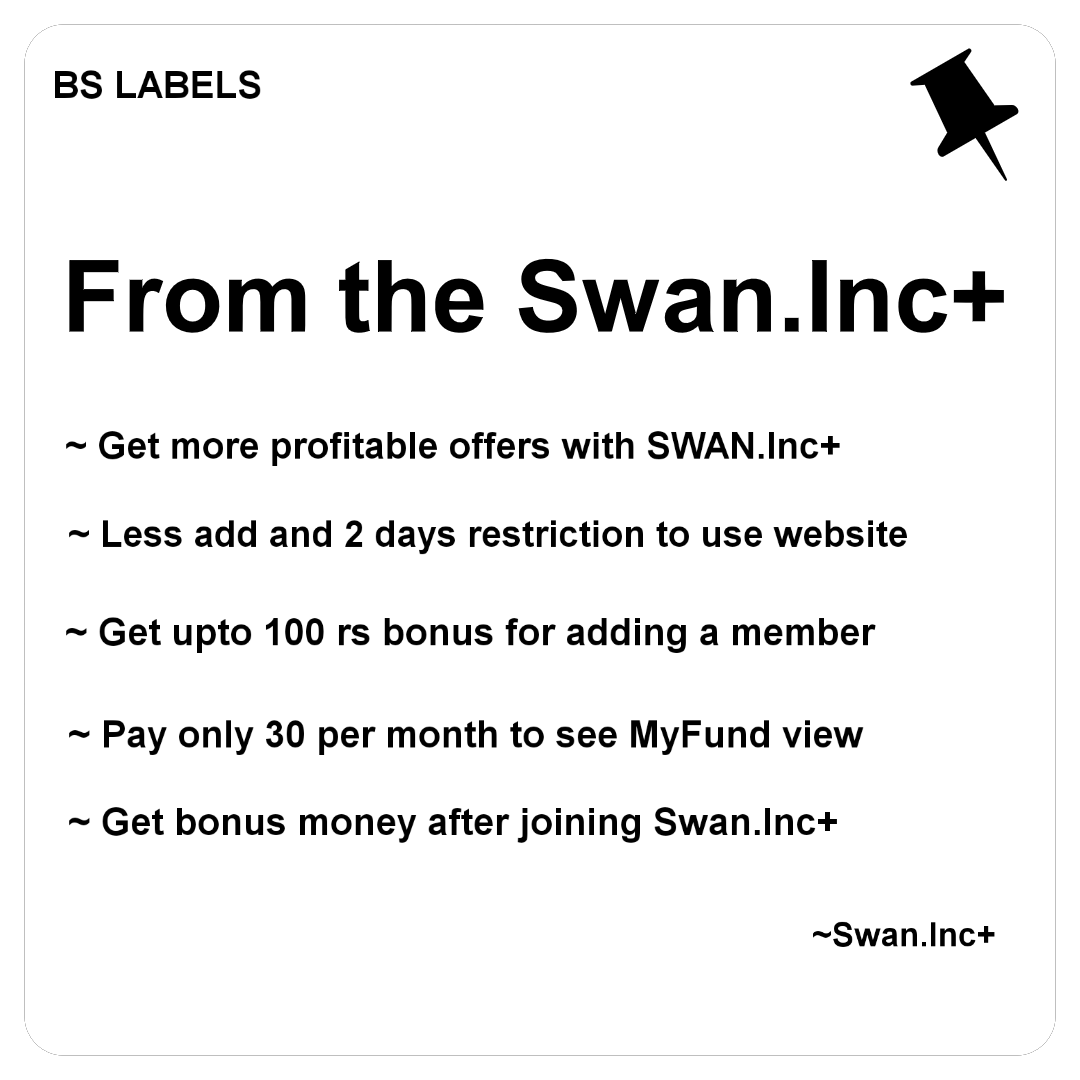 BS LABELS
From the Swan.Inc+
~ Get more profitable offers with SWAN.Inc+
~ Less add and 2 days restriction to use website
~ Get upto 100 rs bonus for adding a member
~ Pay only 30 per month to see MyFund view
~ Get bonus money after joining Swan.Inc+
~Swan.Inc+